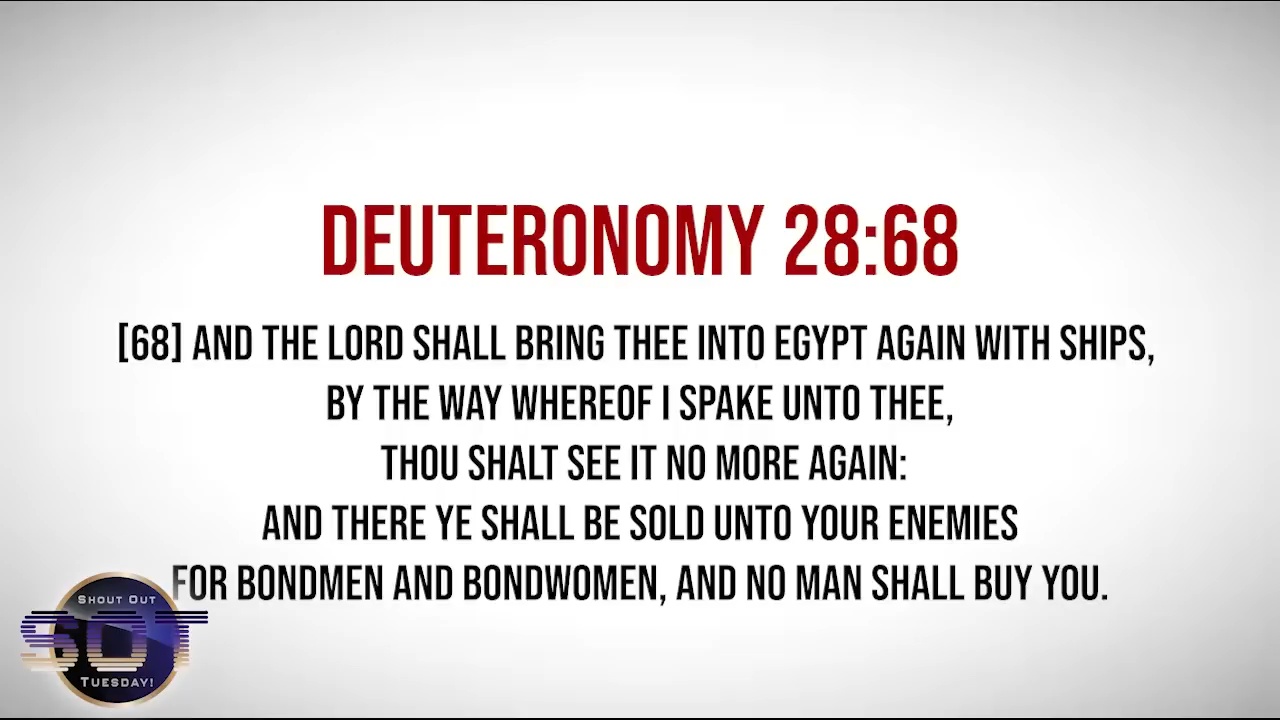 DEUTERONOMY 28:68
[68] AND THE LORD SHALL BRING THEE INTO EGYPT AGAIN WITH SHIPS,
BY THE WAY WHEREOF I SPAKE UNTO THEE,
THOU SHALT SEE IT NO MORE AGAIN:
AND THERE YE SHALL BE SOLD UNTO YOUR ENEMIES
FOR BONDMEN AND BONDWOMEN, AND NO MAN SHALL BUY YOU.
SHOUT OUT
SOT
TUESDAY!